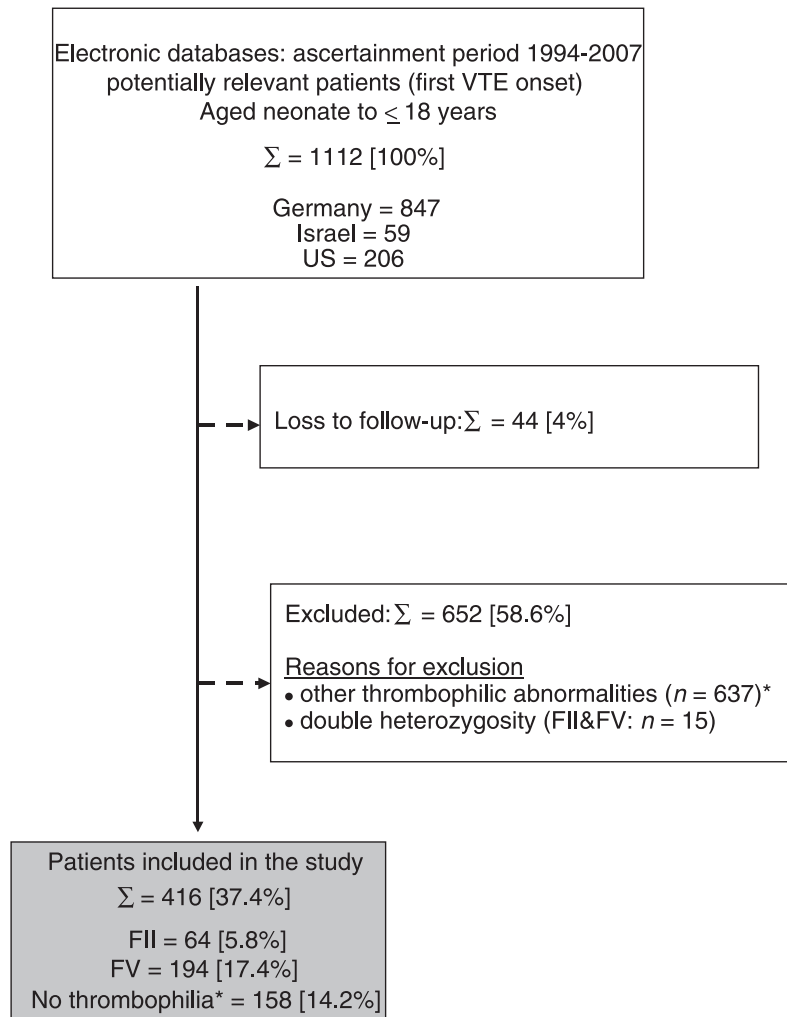 Electronic databases: ascertainment period 1994-2007
potentially relevant patients (first VTE onset)
Aged neonate to ≤ 18 years
Σ = 1112 [100%]
Germany = 847
Israel = 59
US = 206
Loss to follow-up:Σ = 44 [4%]
Excluded:Σ = 652 [58.6%]
Reasons for exclusion
• other thrombophilic abnormalities (n = 637)*
• double heterozygosity (FII&FV: n = 15)
Patients included in the study
Σ = 416 [37.4%]
FII = 64 [5.8%]
FV = 194 [17.4%]
No thrombophilia* = 158 [14.2%]